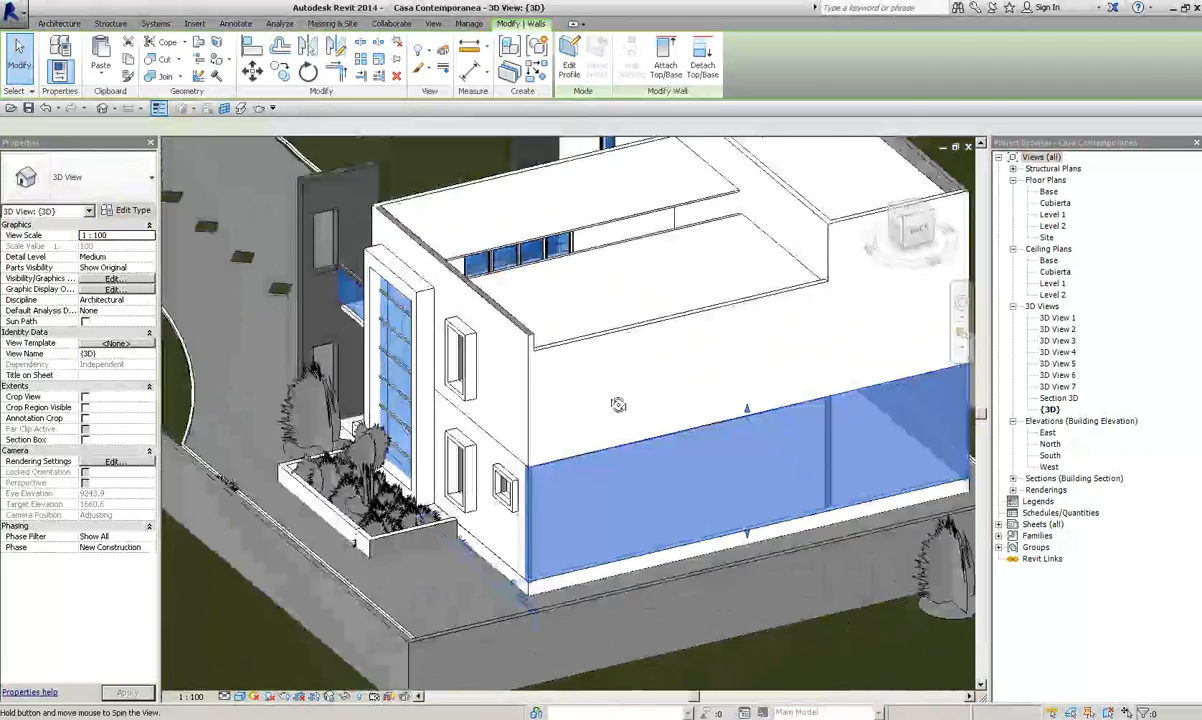 Autodesk Revit 2014 - Casa Contemporanea - 3D View: {3D}
Type a keyword or phrase
Sign In
Architecture Structure Systems Insert Annotate Analyze Massing & Site Collaborate View Manage Modify | Walls
Modify
Paste
Cope
Cut
Join
Edit Profile
Attach Top/Base
Detach Top/Base
Select Properties Clipboard Geometry Modify View Measure Create Mode Modify Wall
Properties
3D View
3D View: {3D} Edit Type
Graphics
View Scale 1 : 100
Scale Value 1: 100
Detail Level Medium
Parts Visibility Show Original
Visibility/Graphics ... Edit...
Graphic Display O... Edit...
Discipline Architectural
Default Analysis D... None
Sun Path
Identity Data
View Template <None>
View Name {3D}
Dependency Independent
Title on Sheet
Extents
Crop View
Crop Region Visible
Annotation Crop
Far Clip Active
Section Box
Camera
Rendering Settings Edit...
Locked Orientation
Perspective
Eye Elevation 9243.9
Target Elevation 1660.6
Camera Position Adjusting
Phasing
Phase Filter Show All
Phase New Construction
Properties help
Apply
BACK
Project Browser - Casa Contemporanea
Views (all)
Structural Plans
Floor Plans
Base
Cubierta
Level 1
Level 2
Site
Ceiling Plans
Base
Cubierta
Level 1
Level 2
3D Views
3D View 1
3D View 2
3D View 3
3D View 4
3D View 5
3D View 6
3D View 7
Section 3D
{3D}
Elevations (Building Elevation)
East
North
South
West
Sections (Building Section)
Renderings
Legends
Schedules/Quantities
Sheets (all)
Families
Groups
Revit Links
1 : 100
Hold button and move mouse to Spin the View.
:0
Main Model
:0